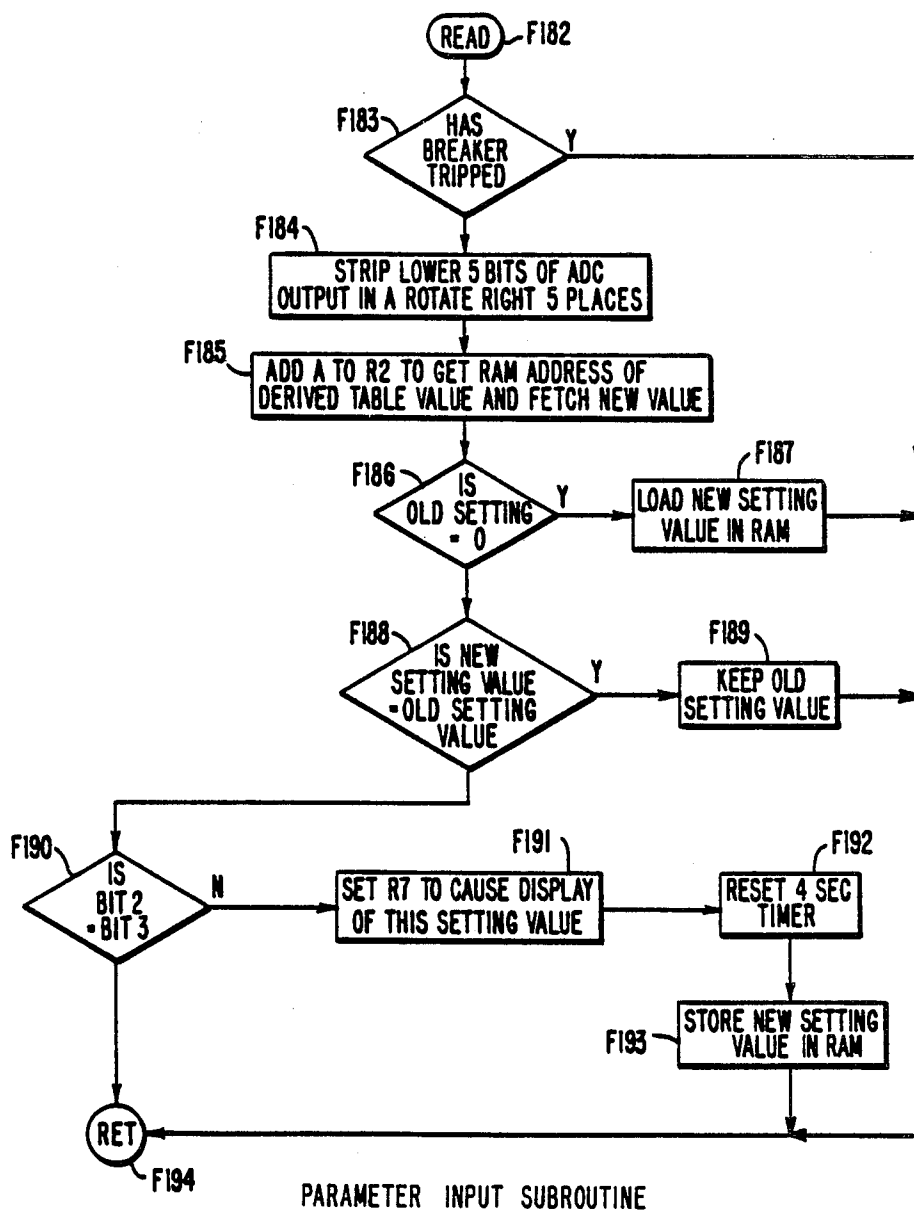 READ
F182
F183
HAS
BREAKER
TRIPPED
Y
F184
STRIP LOWER 5 BITS OF ADC
OUTPUT IN A ROTATE RIGHT 5 PLACES
F185
ADD A TO R2 TO GET RAM ADDRESS OF
DERIVED TABLE VALUE AND FETCH NEW VALUE
F186
IS
OLD SETTING
= 0
Y
F187
LOAD NEW SETTING
VALUE IN RAM
F188
IS NEW
SETTING VALUE
=OLD SETTING
VALUE
Y
F189
KEEP OLD
SETTING VALUE
F190
IS
BIT 2
=BIT 3
N
F191
SET R7 TO CAUSE DISPLAY
OF THIS SETTING VALUE
F192
RESET 4 SEC
TIMER
F193
STORE NEW SETTING
VALUE IN RAM
RET
F194
PARAMETER INPUT SUBROUTINE